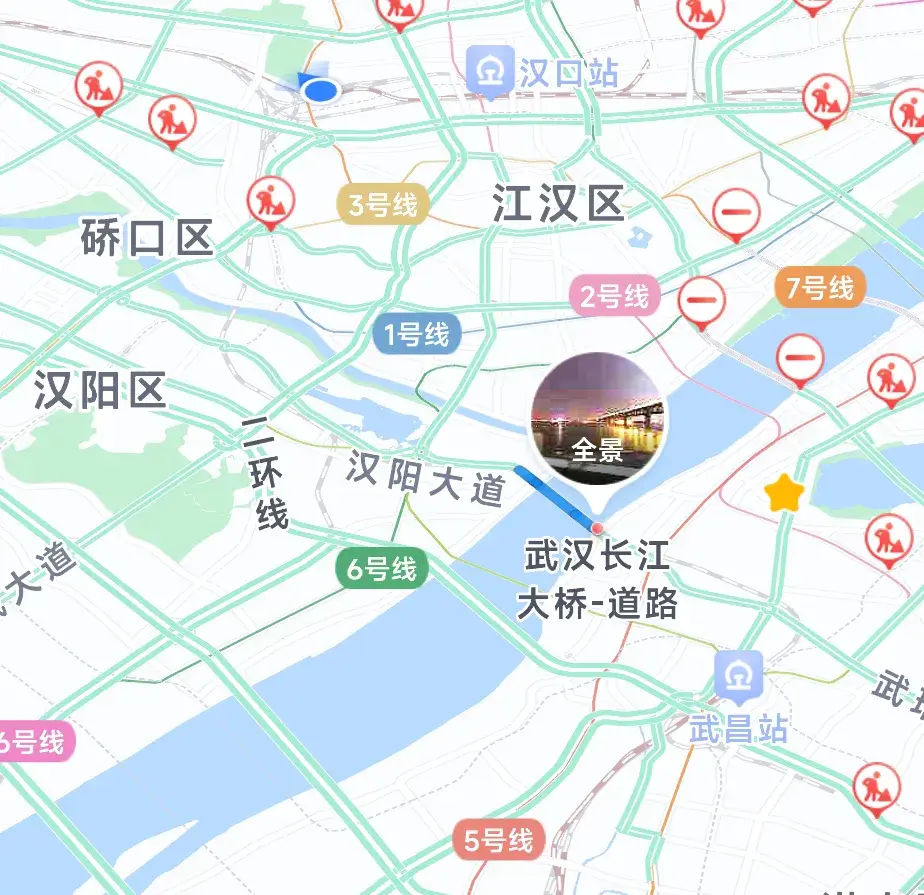 汉口站
3号线
江汉区
硚口区
2号线
7号线
1号线
汉阳区
二环线
全景
汉阳大道
武汉长江
大桥-道路
6号线
大道
武昌站
6号线
5号线